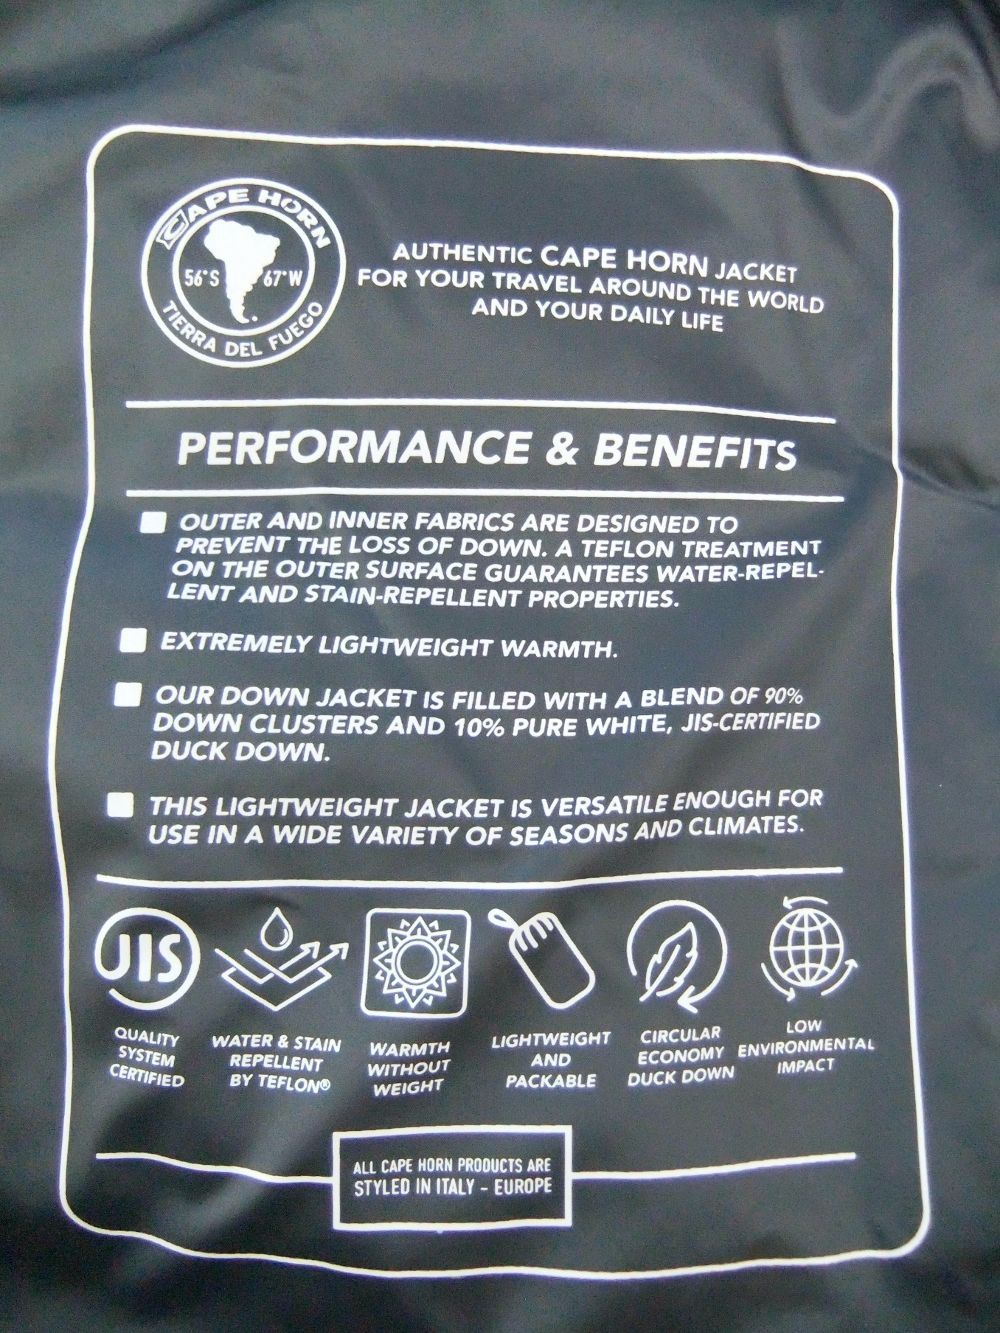 CAPE HORN
56°S 67°W
TIERRA DEL FUEGO
AUTHENTIC CAPE HORN JACKET
FOR YOUR TRAVEL AROUND THE WORLD
AND YOUR DAILY LIFE
PERFORMANCE & BENEFITS
OUTER AND INNER FABRICS ARE DESIGNED TO
PREVENT THE LOSS OF DOWN. A TEFLON TREATMENT
ON THE OUTER SURFACE GUARANTEES WATER-REPEL-
LENT AND STAIN-REPELLENT PROPERTIES.
EXTREMELY LIGHTWEIGHT WARMTH.
OUR DOWN JACKET IS FILLED WITH A BLEND OF 90%
DOWN CLUSTERS AND 10% PURE WHITE, JIS-CERTIFIED
DUCK DOWN.
THIS LIGHTWEIGHT JACKET IS VERSATILE ENOUGH FOR
USE IN A WIDE VARIETY OF SEASONS AND CLIMATES.
JIS
QUALITY
SYSTEM
CERTIFIED
WATER & STAIN
REPELLENT
BY TEFLON®
WARMTH
WITHOUT
WEIGHT
LIGHTWEIGHT
AND
PACKABLE
CIRCULAR
ECONOMY
DUCK DOWN
LOW
ENVIRONMENTAL
IMPACT
ALL CAPE HORN PRODUCTS ARE
STYLED IN ITALY - EUROPE